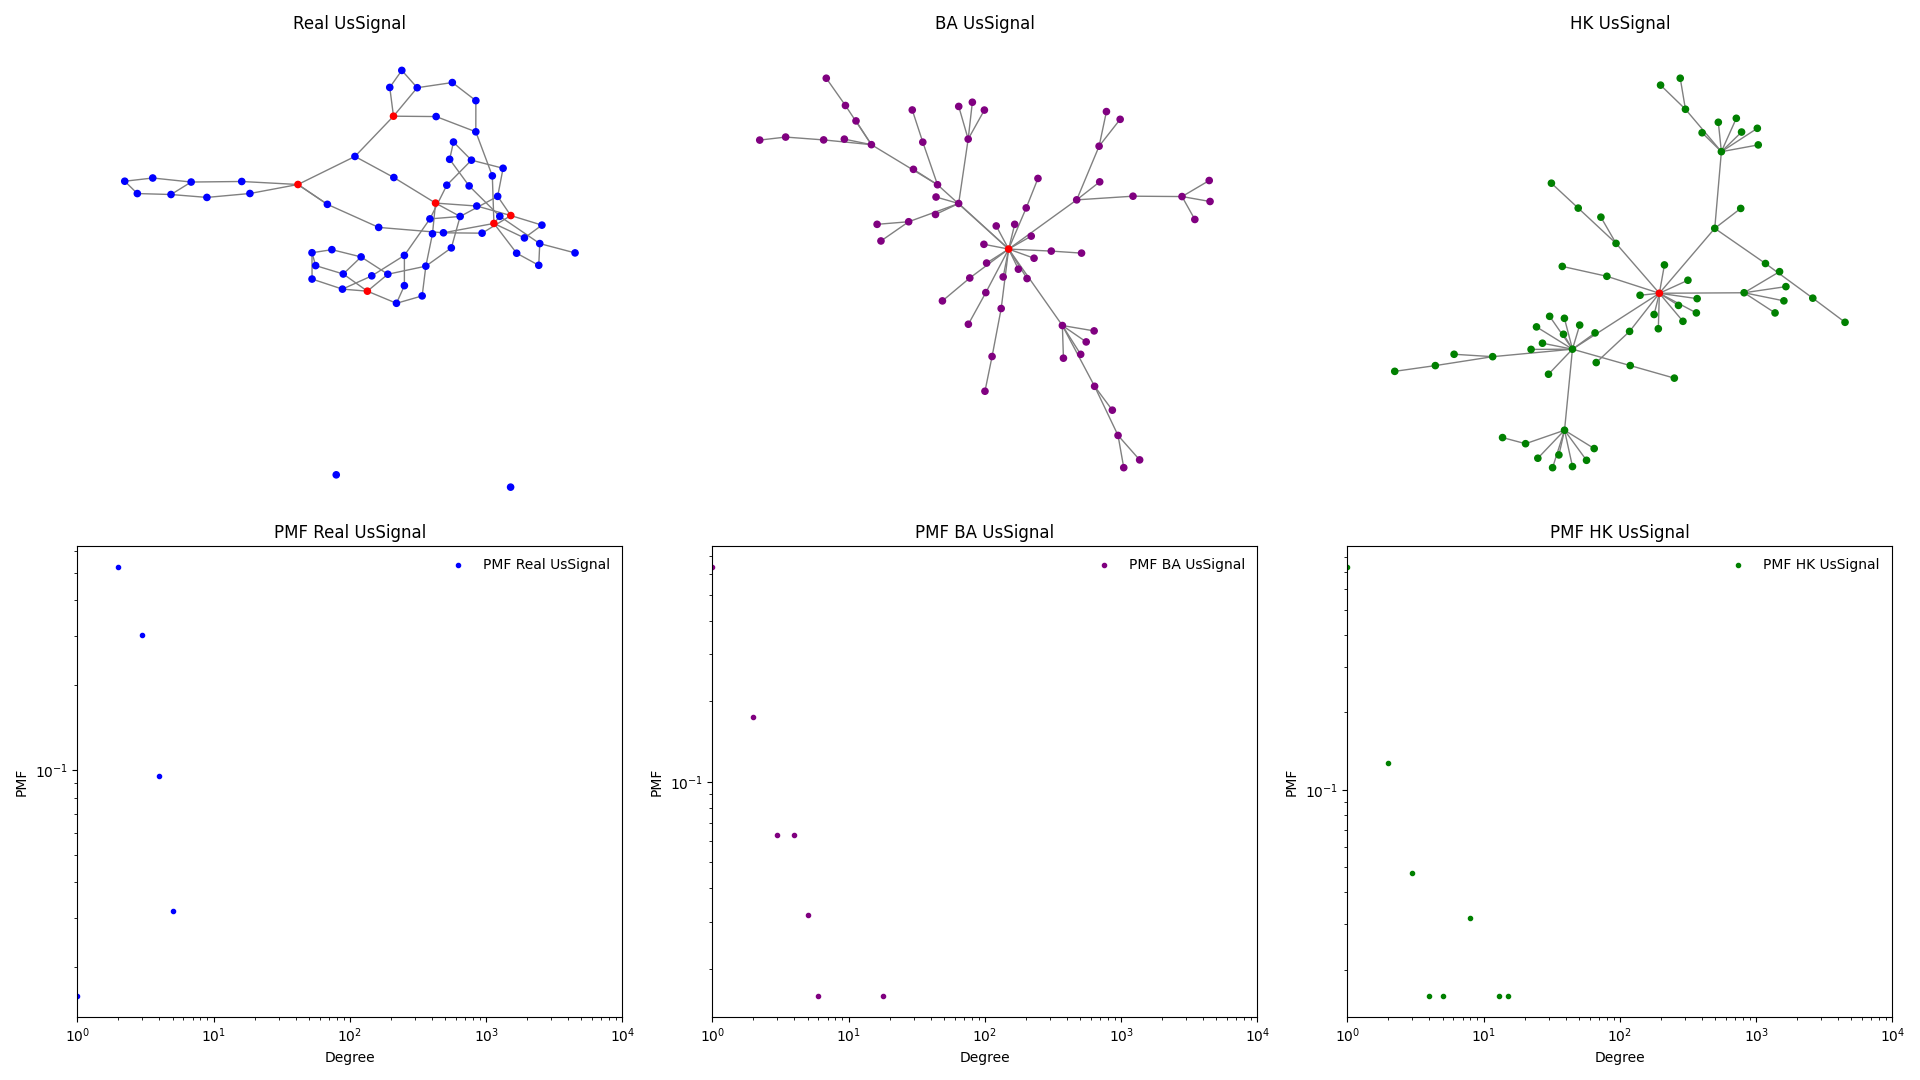 Real UsSignal
BA UsSignal
HK UsSignal
PMF Real UsSignal
PMF BA UsSignal
PMF HK UsSignal
PMF Real UsSignal
PMF BA UsSignal
PMF HK UsSignal
PMF
10⁻¹
PMF
10⁻¹
PMF
10⁻¹
10⁰ 10¹ 10² 10³ 10⁴
10⁰ 10¹ 10² 10³ 10⁴
10⁰ 10¹ 10² 10³ 10⁴
Degree
Degree
Degree